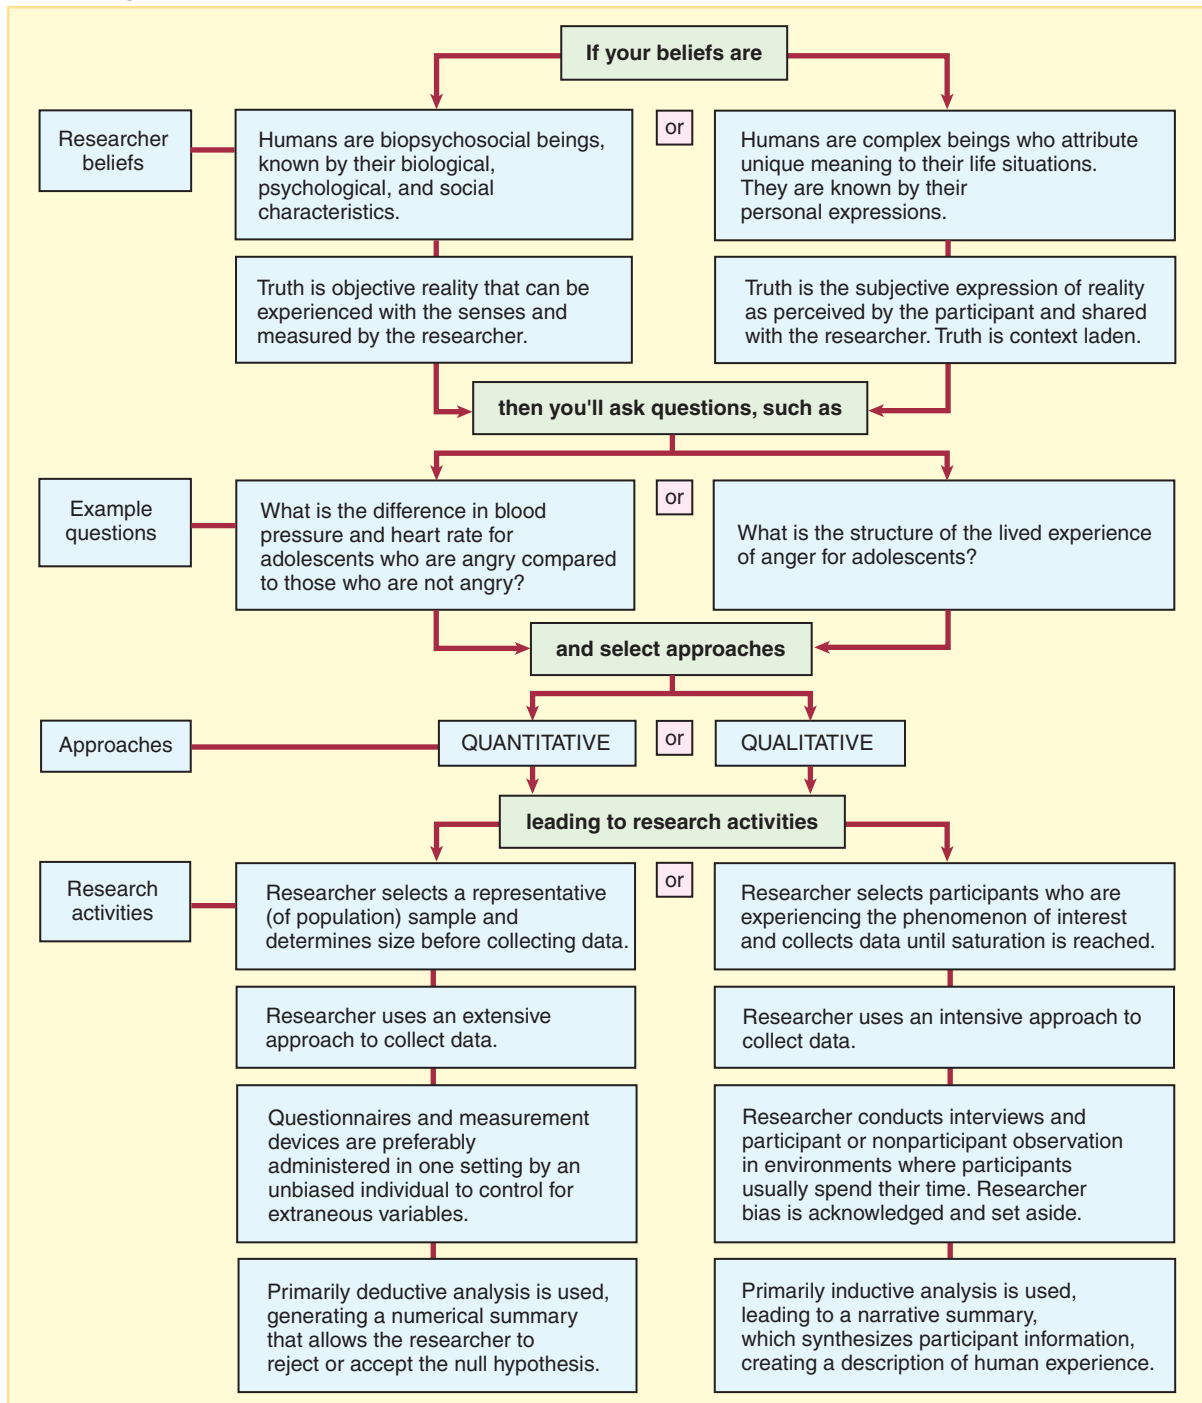 If your beliefs are
Researcher
beliefs
Humans are biopsychosocial beings,
known by their biological,
psychological, and social
characteristics.
or
Humans are complex beings who attribute
unique meaning to their life situations.
They are known by their
personal expressions.
Truth is objective reality that can be
experienced with the senses and
measured by the researcher.
Truth is the subjective expression of reality
as perceived by the participant and shared
with the researcher. Truth is context laden.
then you'll ask questions, such as
Example
questions
What is the difference in blood
pressure and heart rate for
adolescents who are angry compared
to those who are not angry?
or
What is the structure of the lived experience
of anger for adolescents?
and select approaches
Approaches
QUANTITATIVE
or
QUALITATIVE
leading to research activities
Research
activities
Researcher selects a representative
(of population) sample and
determines size before collecting data.
or
Researcher selects participants who are
experiencing the phenomenon of interest
and collects data until saturation is reached.
Researcher uses an extensive
approach to collect data.
Researcher uses an intensive approach to
collect data.
Questionnaires and measurement
devices are preferably
administered in one setting by an
unbiased individual to control for
extraneous variables.
Researcher conducts interviews and
participant or nonparticipant observation
in environments where participants
usually spend their time. Researcher
bias is acknowledged and set aside.
Primarily deductive analysis is used,
generating a numerical summary
that allows the researcher to
reject or accept the null hypothesis.
Primarily inductive analysis is used,
leading to a narrative summary,
which synthesizes participant information,
creating a description of human experience.